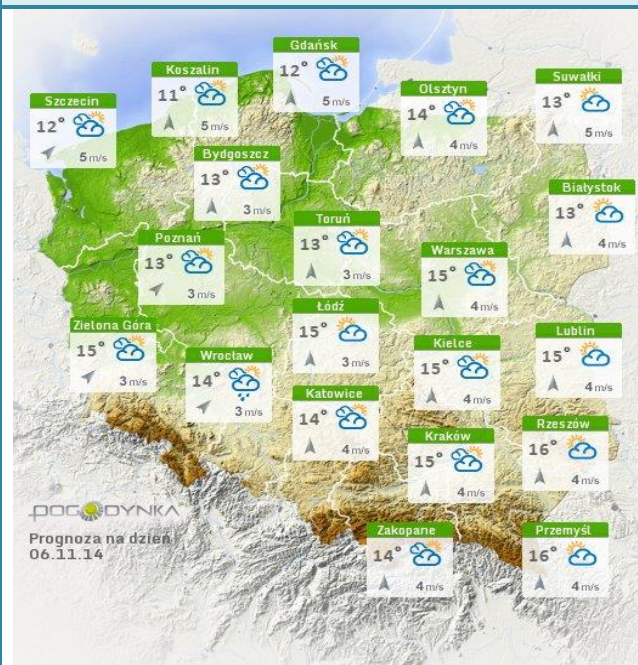 Gdańsk
12°
5 m/s
Koszalin
11°
5 m/s
Suwałki
13°
5 m/s
Olsztyn
14°
4 m/s
Szczecin
12°
5 m/s
Bydgoszcz
13°
3 m/s
Białystok
13°
4 m/s
Toruń
13°
3 m/s
Poznań
13°
3 m/s
Warszawa
15°
4 m/s
Łódź
15°
3 m/s
Zielona Góra
15°
3 m/s
Lublin
15°
4 m/s
Kielce
15°
4 m/s
Wrocław
14°
3 m/s
Katowice
14°
4 m/s
Rzeszów
16°
4 m/s
Kraków
15°
4 m/s
POGODYNKA
Prognoza na dzień
06.11.14
Zakopane
14°
4 m/s
Przemyśl
16°
4 m/s